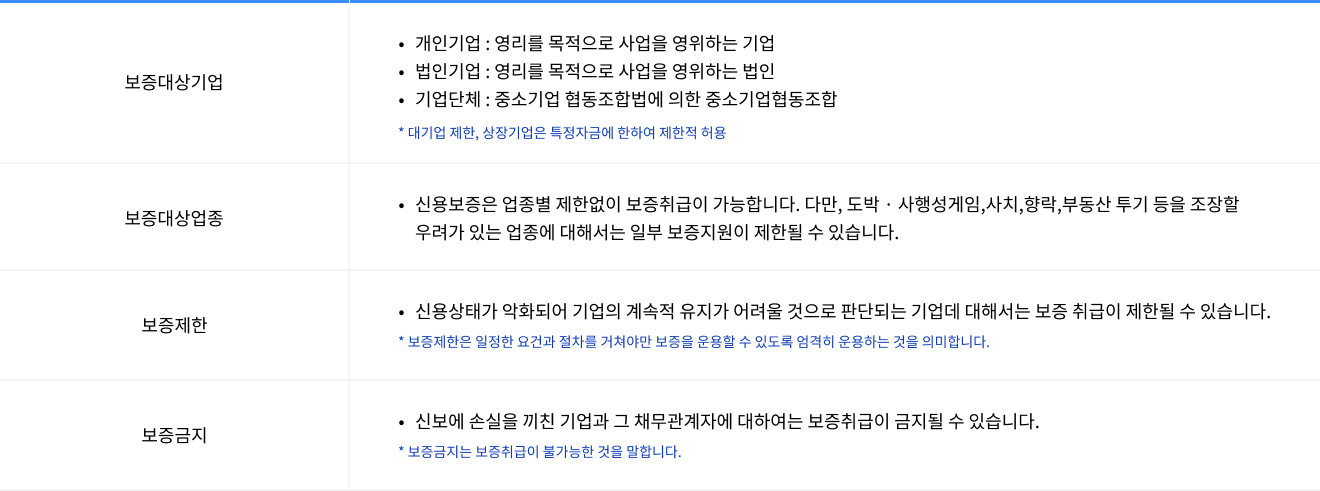 보증대상기업
• 개인기업 : 영리를 목적으로 사업을 영위하는 기업
• 법인기업 : 영리를 목적으로 사업을 영위하는 법인
• 기업단체 : 중소기업 협동조합법에 의한 중소기업협동조합
* 대기업 제한, 상장기업은 특정자금에 한하여 제한적 허용
보증대상업종
• 신용보증은 업종별 제한없이 보증취급이 가능합니다. 다만, 도박 · 사행성게임,사치,향락,부동산 투기 등을 조장할
우려가 있는 업종에 대해서는 일부 보증지원이 제한될 수 있습니다.
보증제한
• 신용상태가 악화되어 기업의 계속적 유지가 어려울 것으로 판단되는 기업데 대해서는 보증 취급이 제한될 수 있습니다.
* 보증제한은 일정한 요건과 절차를 거쳐야만 보증을 운용할 수 있도록 엄격히 운용하는 것을 의미합니다.
보증금지
• 신보에 손실을 끼친 기업과 그 채무관계자에 대하여는 보증취급이 금지될 수 있습니다.
* 보증금지는 보증취급이 불가능한 것을 말합니다.